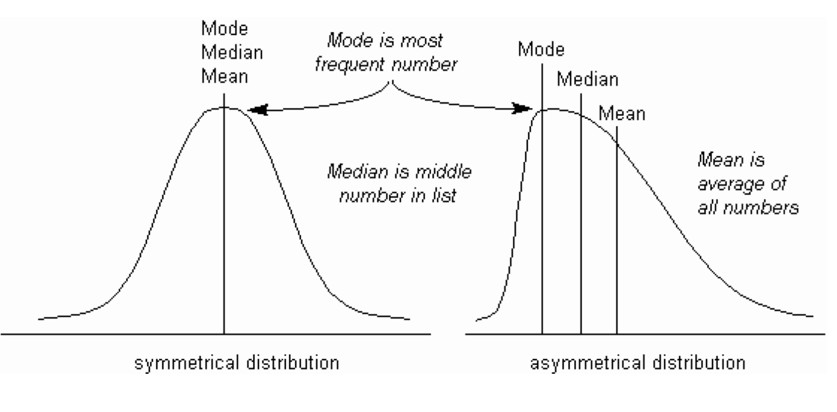 Mode
Median
Mean
Mode is most
frequent number
Median is middle
number in list
symmetrical distribution
Mode
Median
Mean
Mean is
average of
all numbers
asymmetrical distribution